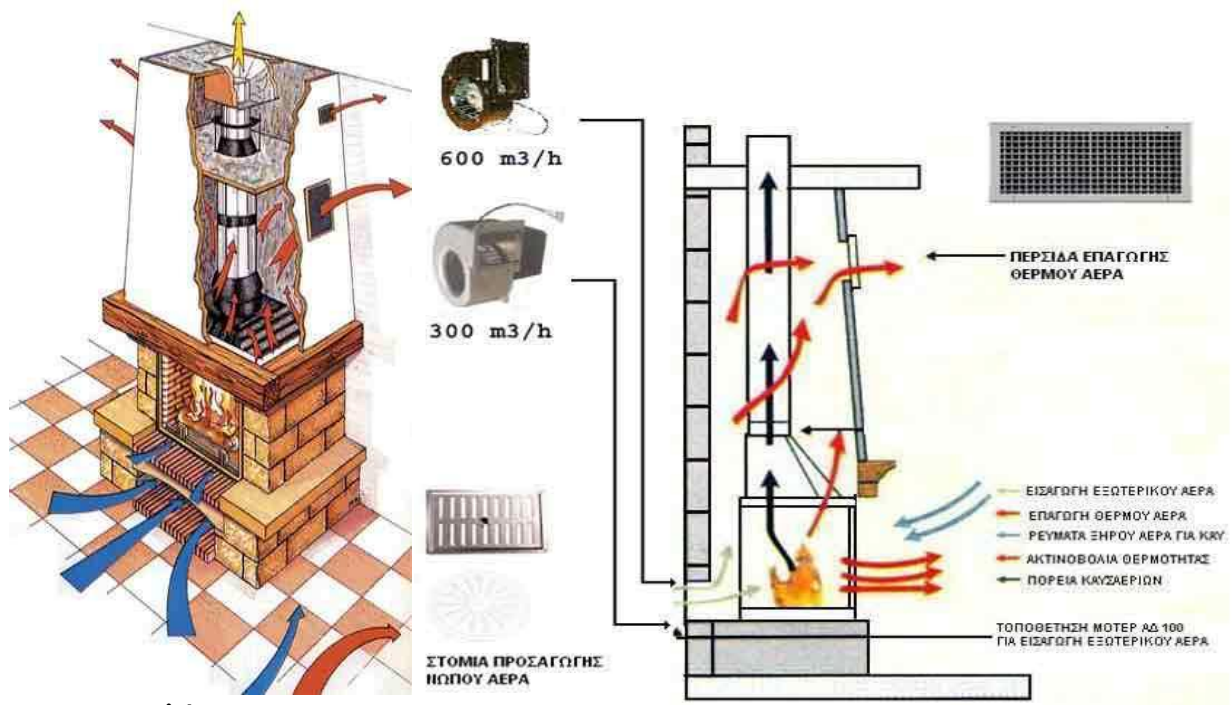 600 m3/h
300 m3/h
ΣΤΟΜΙΑ ΠΡΟΣΑΓΩΓΗΣ
ΝΩΠΟΥ ΑΕΡΑ
ΠΕΡΣΙΔΑ ΕΠΑΓΩΓΗΣ
ΘΕΡΜΟΥ ΑΕΡΑ
ΕΙΣΑΓΩΓΗ ΕΞΩΤΕΡΙΚΟΥ ΑΕΡΑ
ΕΠΑΓΩΓΗ ΘΕΡΜΟΥ ΑΕΡΑ
ΡΕΥΜΑΤΑ ΞΗΡΟΥ ΑΕΡΑ ΓΙΑ ΚΑΥ.
ΑΚΤΙΝΟΒΟΛΙΑ ΘΕΡΜΟΤΗΤΑΣ
ΠΟΡΕΙΑ ΚΑΥΣΑΕΡΙΩΝ
ΤΟΠΟΘΕΤΗΣΗ ΜΟΤΕΡ ΑΔ 100
ΓΙΑ ΕΙΣΑΓΩΓΗ ΕΞΩΤΕΡΙΚΟΥ ΑΕΡΑ